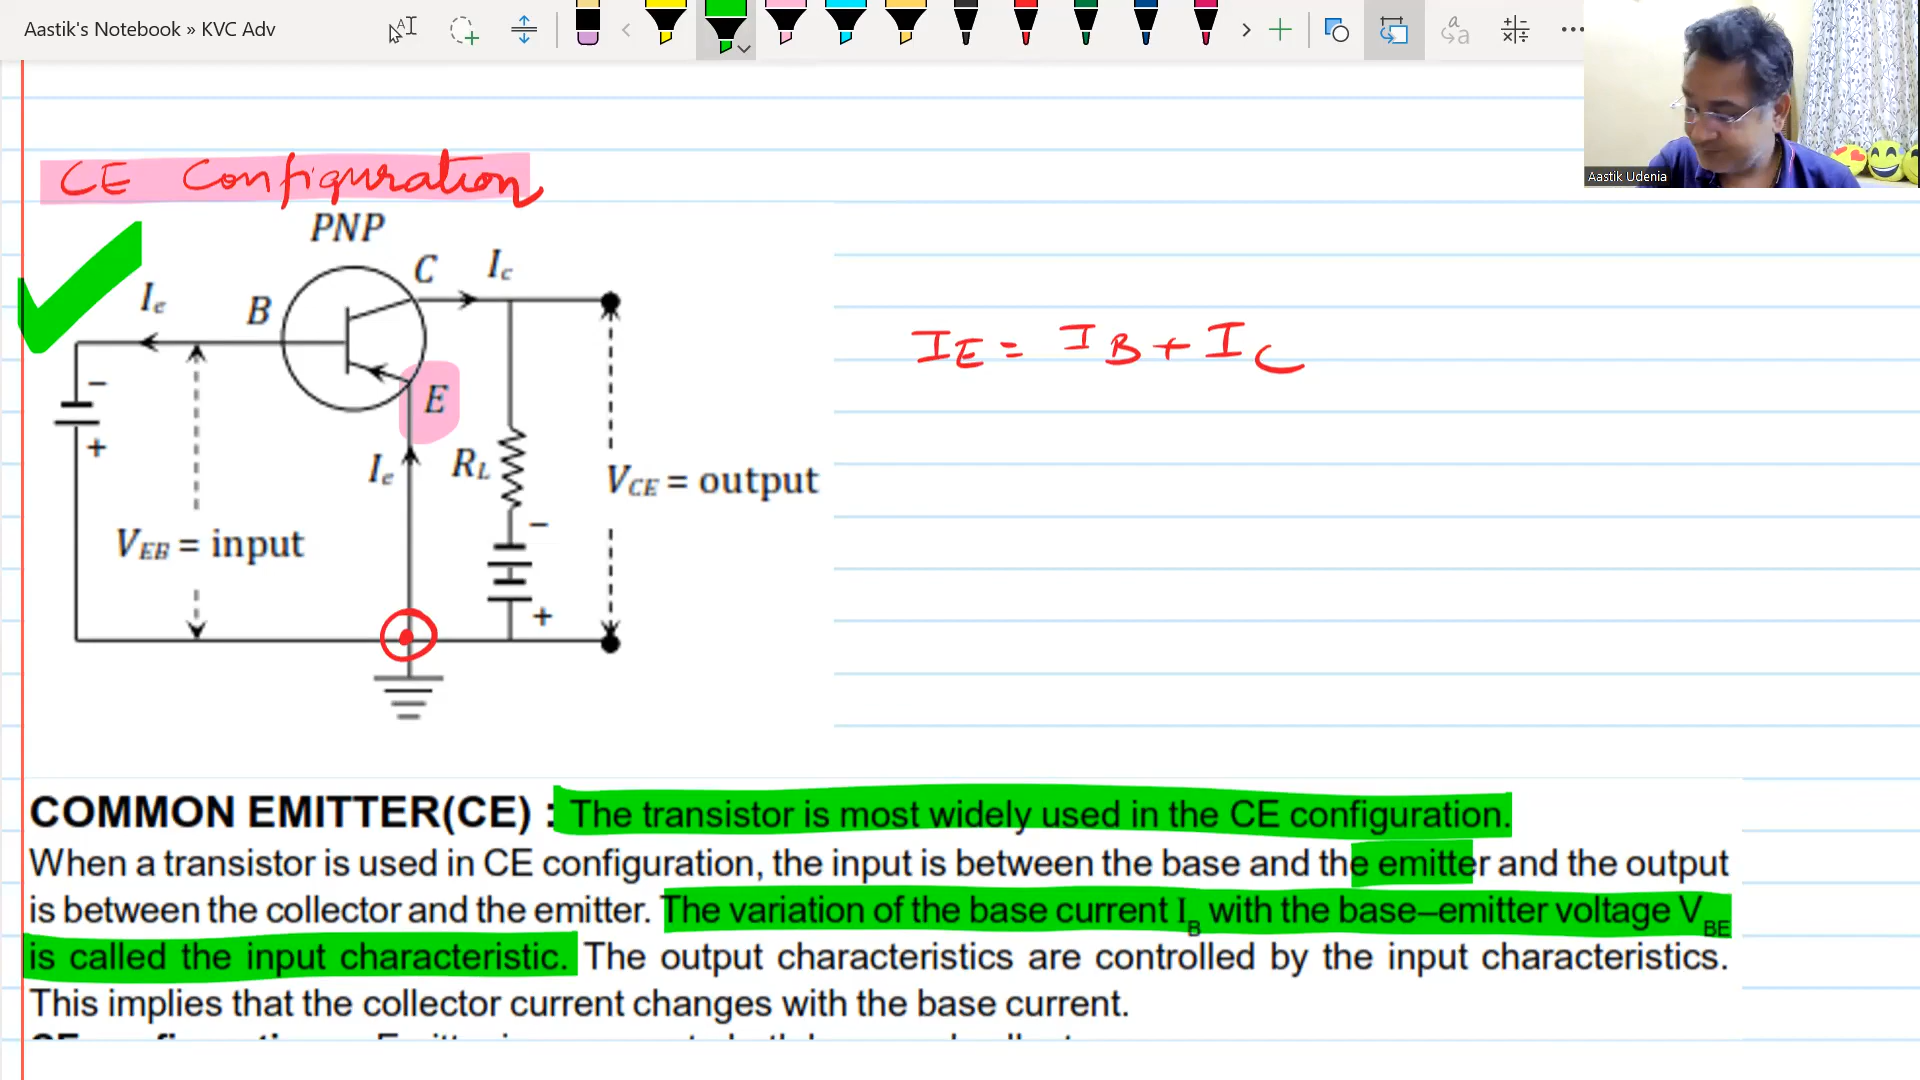 Aastik's Notebook » KVC Adv
Aastik Udenia
CE Configuration
PNP
C
Ic
Ie
B
E
IE = IB + IC
Ie
RL
VCE = output
VEB = input
COMMON EMITTER(CE) : The transistor is most widely used in the CE configuration.
When a transistor is used in CE configuration, the input is between the base and the emitter and the output
is between the collector and the emitter. The variation of the base current IB with the base–emitter voltage VBE
is called the input characteristic. The output characteristics are controlled by the input characteristics.
This implies that the collector current changes with the base current.